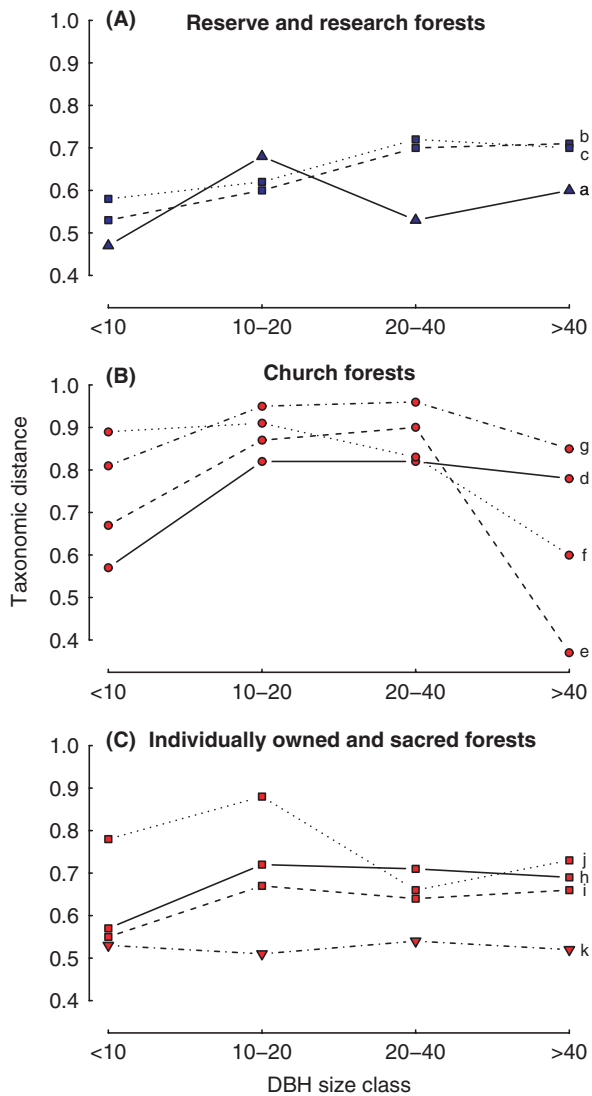 (A) Reserve and research forests
1.0
0.9
0.8
0.7
0.6
0.5
0.4
b
c
a
<10 10–20 20–40 >40
(B) Church forests
1.0
0.9
0.8
0.7
0.6
0.5
0.4
g
d
f
e
<10 10–20 20–40 >40
Taxonomic distance
(C) Individually owned and sacred forests
1.0
0.9
0.8
0.7
0.6
0.5
0.4
j
h
i
k
<10 10–20 20–40 >40
DBH size class